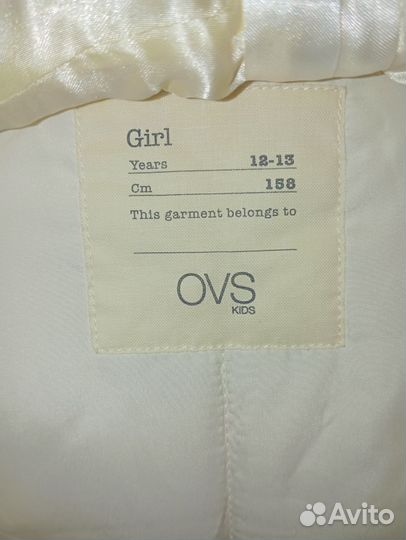 Girl
Years 12-13
Cm 158
This garment belongs to
OVS
KIDS
Avito